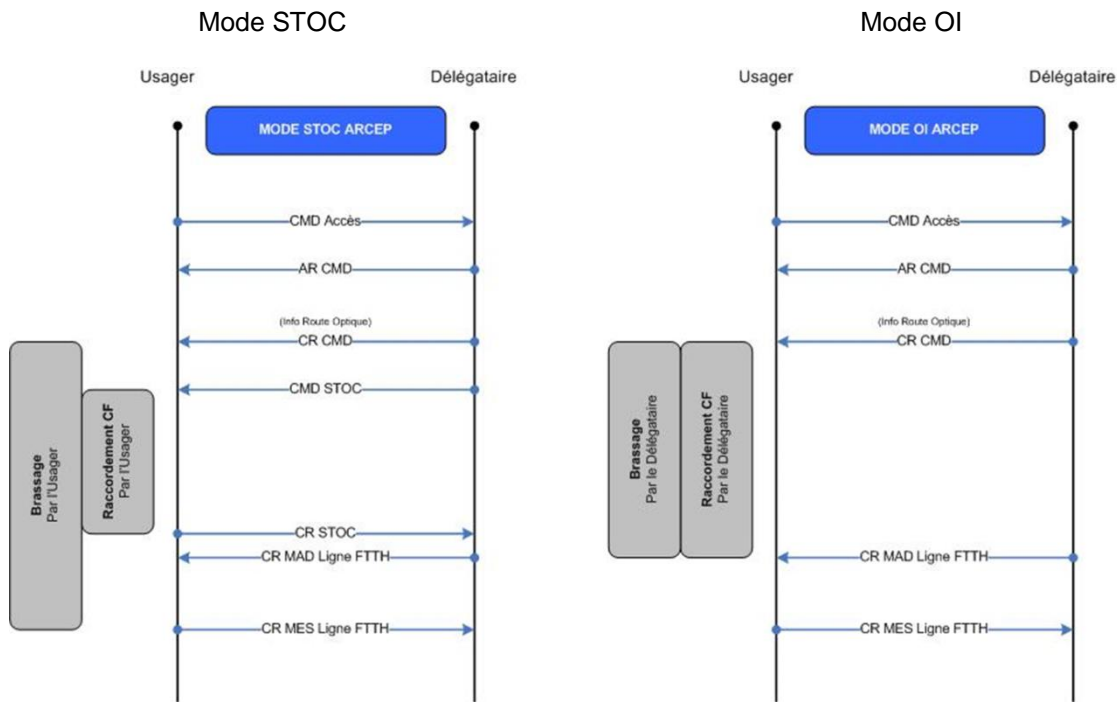 Mode STOC
Usager
Délégataire
MODE STOC ARCEP
CMD Accès
AR CMD
(Info Route Optique)
CR CMD
CMD STOC
Brassage
Par l'Usager
Raccordement CF
Par l'Usager
CR STOC
CR MAD Ligne FTTH
CR MES Ligne FTTH
Mode OI
Usager
Délégataire
MODE OI ARCEP
CMD Accès
AR CMD
(Info Route Optique)
CR CMD
Brassage
Par le Délégataire
Raccordement CF
Par le Délégataire
CR MAD Ligne FTTH
CR MES Ligne FTTH